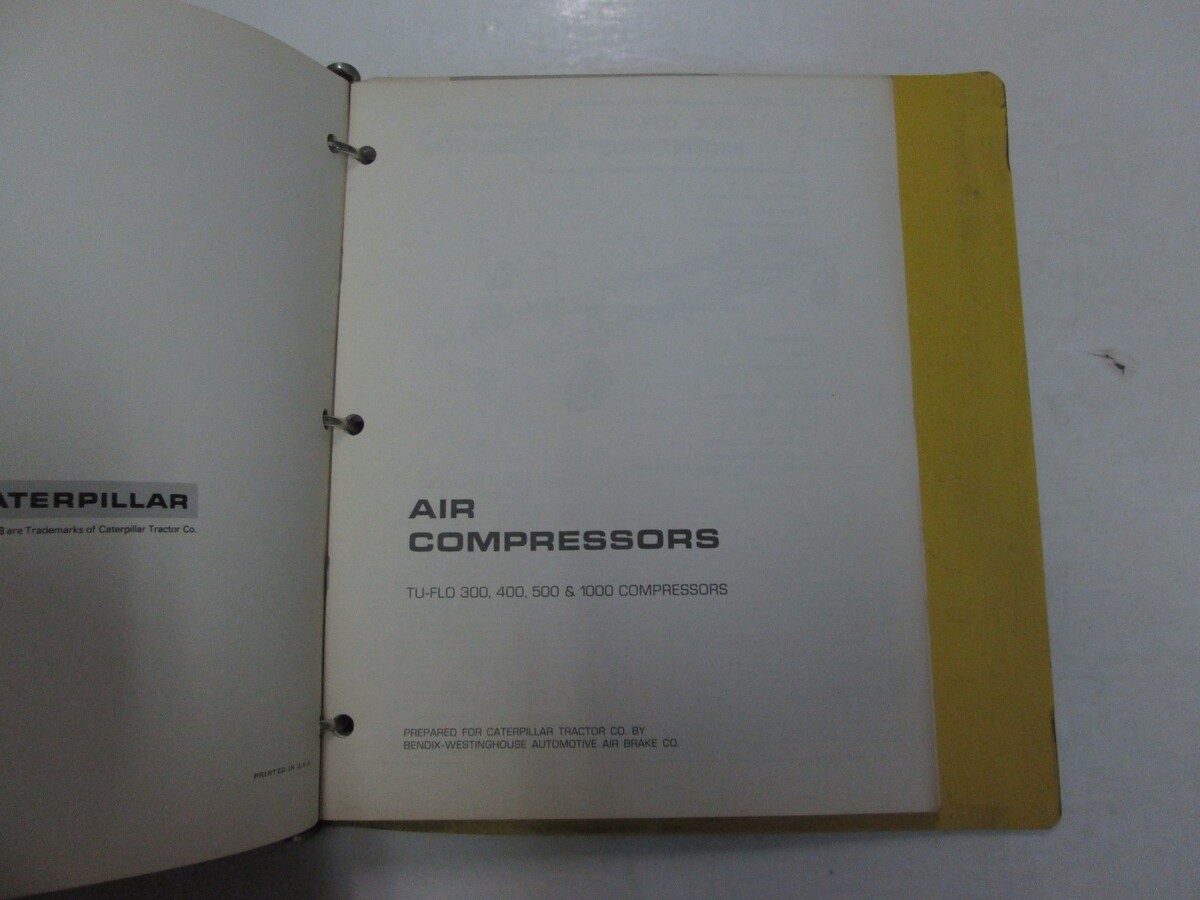 ATERPILLAR
B are Trademarks of Caterpillar Tractor Co.
PRINTED IN U.S.A.
AIR
COMPRESSORS
TU-FLO 300, 400, 500 & 1000 COMPRESSORS
PREPARED FOR CATERPILLAR TRACTOR CO. BY
BENDIX-WESTINGHOUSE AUTOMOTIVE AIR BRAKE CO.